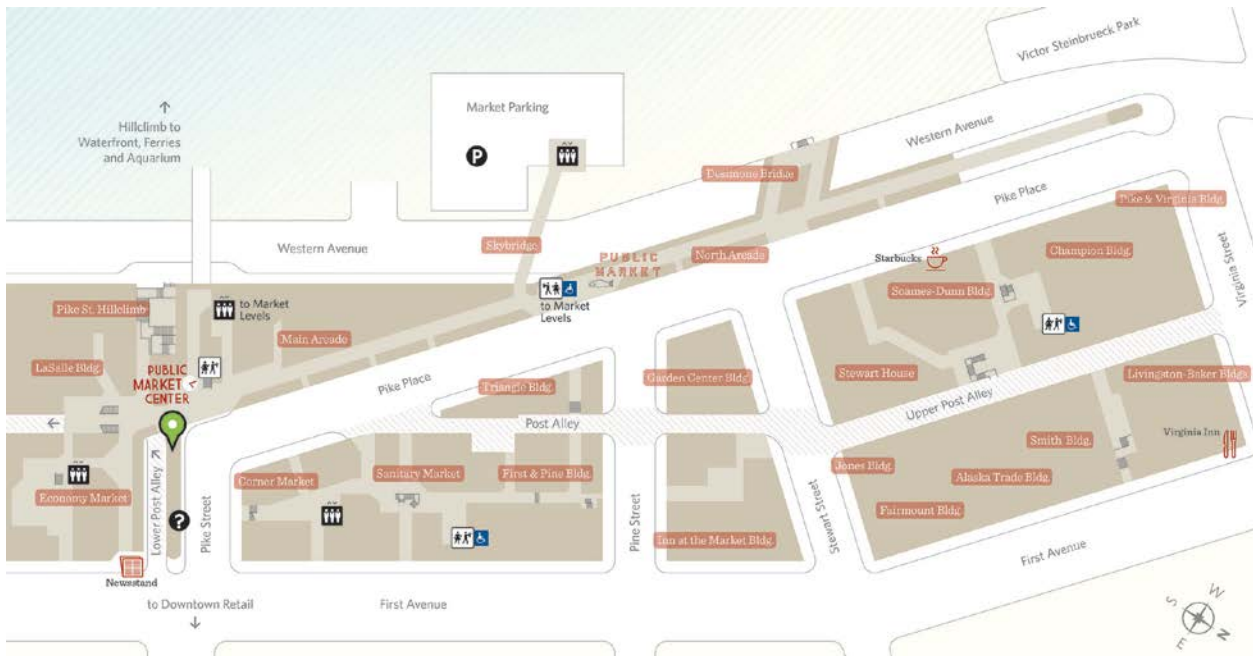 Victor Steinbrueck Park
Market Parking
P
Hillclimb to
Waterfront, Ferries
and Aquarium
Western Avenue
Desmone Bridge
Pike Place
Pike & Virginia Bldg.
Western Avenue
Skybridge
PUBLIC
MARKET
North Arcade
Starbucks
Champion Bldg.
Virginia Street
Soames-Dunn Bldg.
Pike St. Hillclimb
to Market
Levels
to Market
Levels
Main Arcade
LaSalle Bldg.
PUBLIC
MARKET
CENTER
Pike Place
Triangle Bldg.
Garden Center Bldg.
Stewart House
Livingston-Baker Bldgs
Upper Post Alley
Post Alley
Virginia Inn
Smith Bldg.
Jones Bldg.
Alaska Trade Bldg.
Corner Market
Sanitary Market
First & Pine Bldg.
Economy Market
Lower Post Alley
?
Pike Street
Pine Street
Stewart Street
Fairmount Bldg.
Inn at the Market Bldg.
First Avenue
Newsstand
to Downtown Retail
First Avenue
S
W
E
N